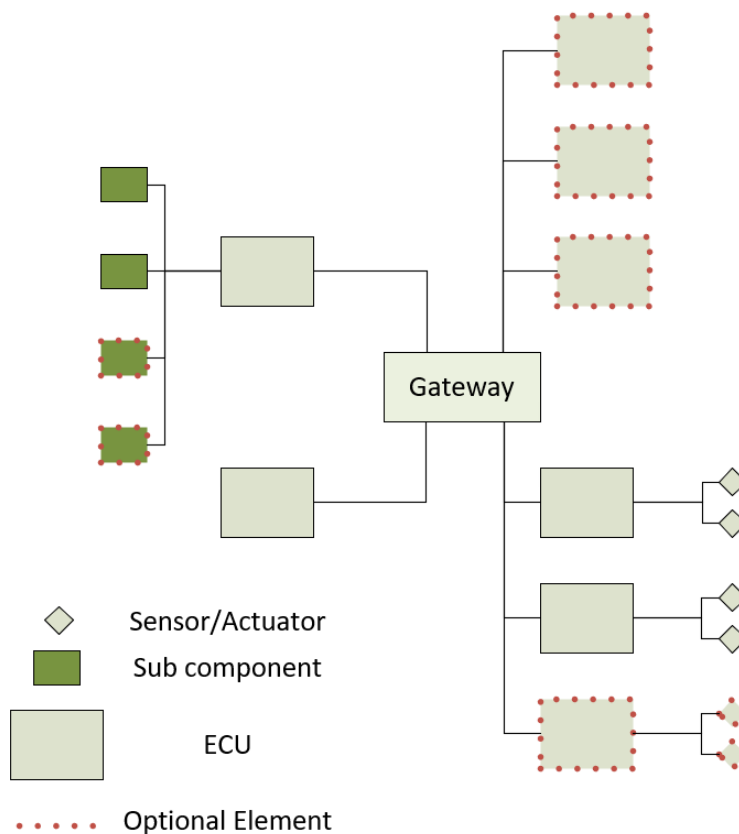 Gateway
Sensor/Actuator
Sub component
ECU
Optional Element